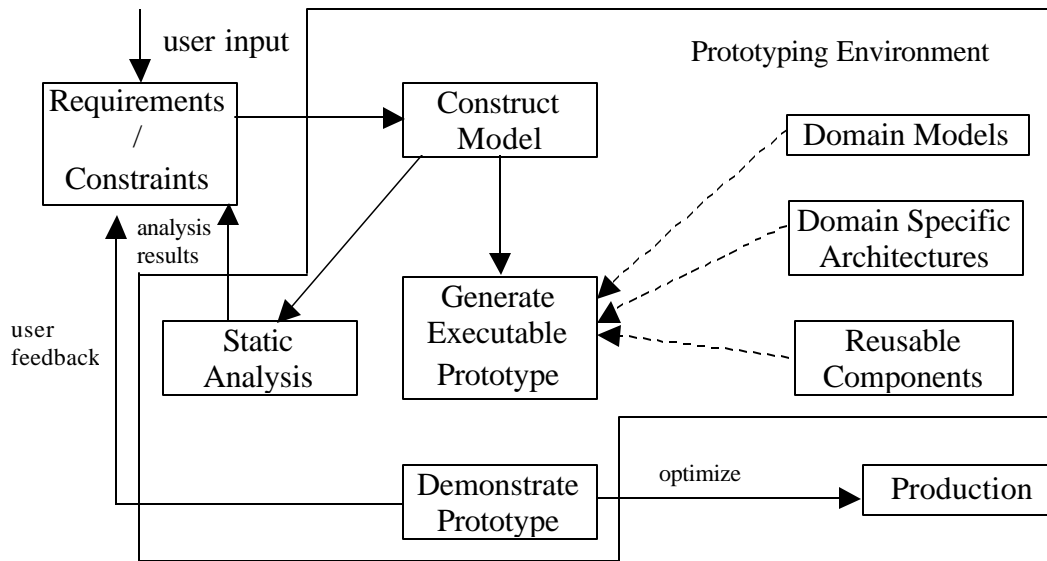 user input
Prototyping Environment
Requirements
/
Constraints
Construct
Model
Domain Models
analysis
results
Domain Specific
Architectures
user
feedback
Static
Analysis
Generate
Executable
Prototype
Reusable
Components
Demonstrate
Prototype
optimize
Production